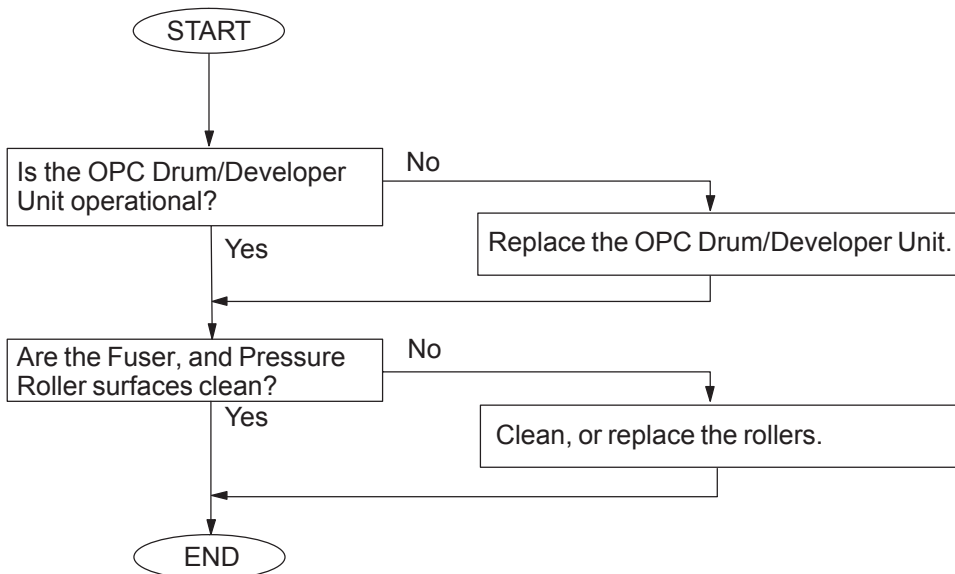 START
Is the OPC Drum/Developer
Unit operational?
No
Replace the OPC Drum/Developer Unit.
Yes
Are the Fuser, and Pressure
Roller surfaces clean?
No
Clean, or replace the rollers.
Yes
END